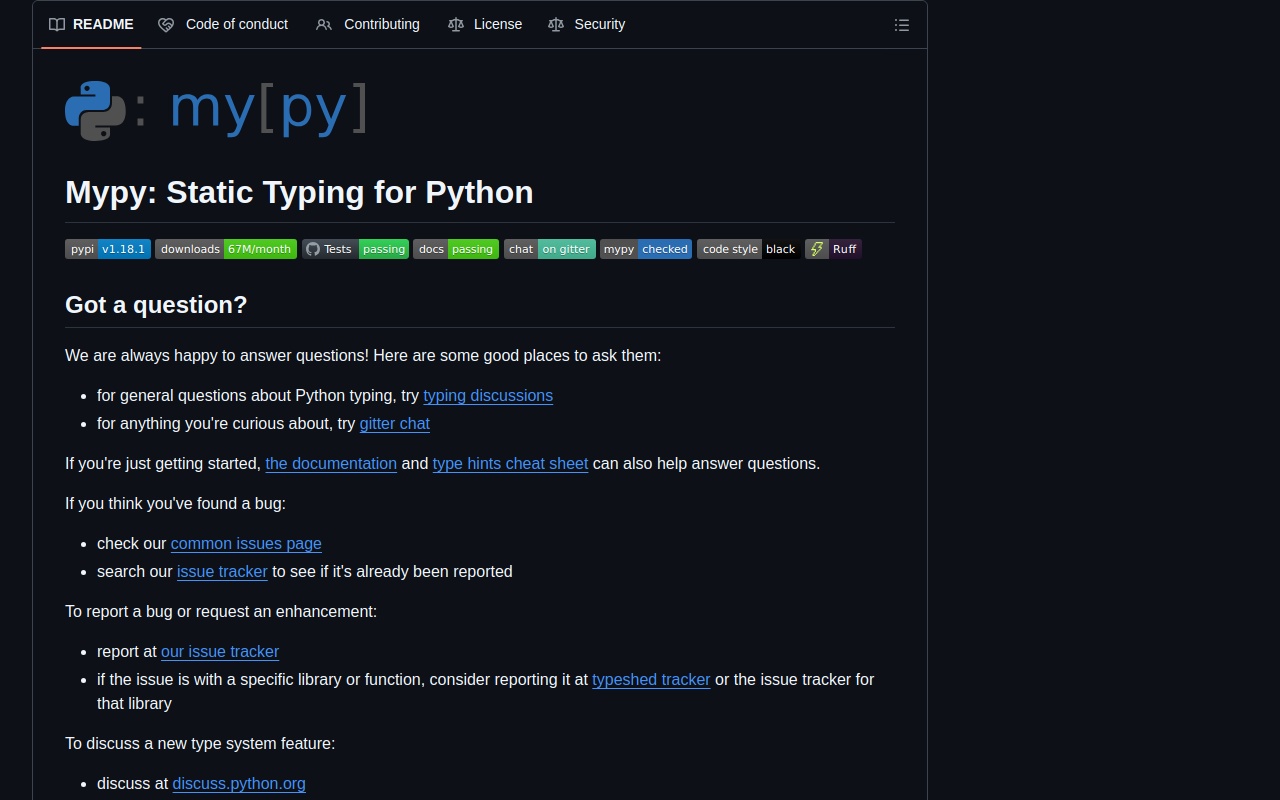 README Code of conduct Contributing License Security
: my[py]
Mypy: Static Typing for Python
pypi v1.18.1 downloads 67M/month Tests passing docs passing chat on gitter mypy checked code style black Ruff
Got a question?
We are always happy to answer questions! Here are some good places to ask them:
for general questions about Python typing, try typing discussions
for anything you're curious about, try gitter chat
If you're just getting started, the documentation and type hints cheat sheet can also help answer questions.
If you think you've found a bug:
check our common issues page
search our issue tracker to see if it's already been reported
To report a bug or request an enhancement:
report at our issue tracker
if the issue is with a specific library or function, consider reporting it at typeshed tracker or the issue tracker for
that library
To discuss a new type system feature:
discuss at discuss.python.org